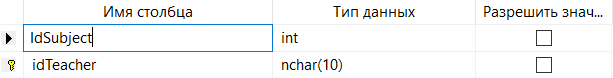 Имя столбца Тип данных Разрешить знач...
IdSubject int
idTeacher nchar(10)